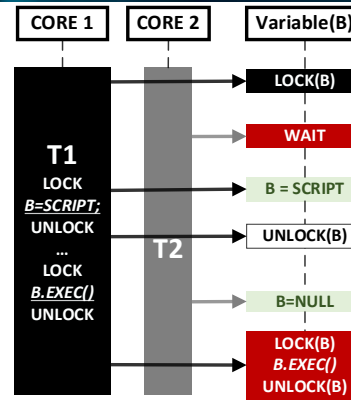 CORE 1
CORE 2
Variable(B)
LOCK(B)
WAIT
T1
LOCK
B=SCRIPT;
UNLOCK
...
LOCK
B.EXEC()
UNLOCK
T2
B = SCRIPT
UNLOCK(B)
B=NULL
LOCK(B)
B.EXEC()
UNLOCK(B)